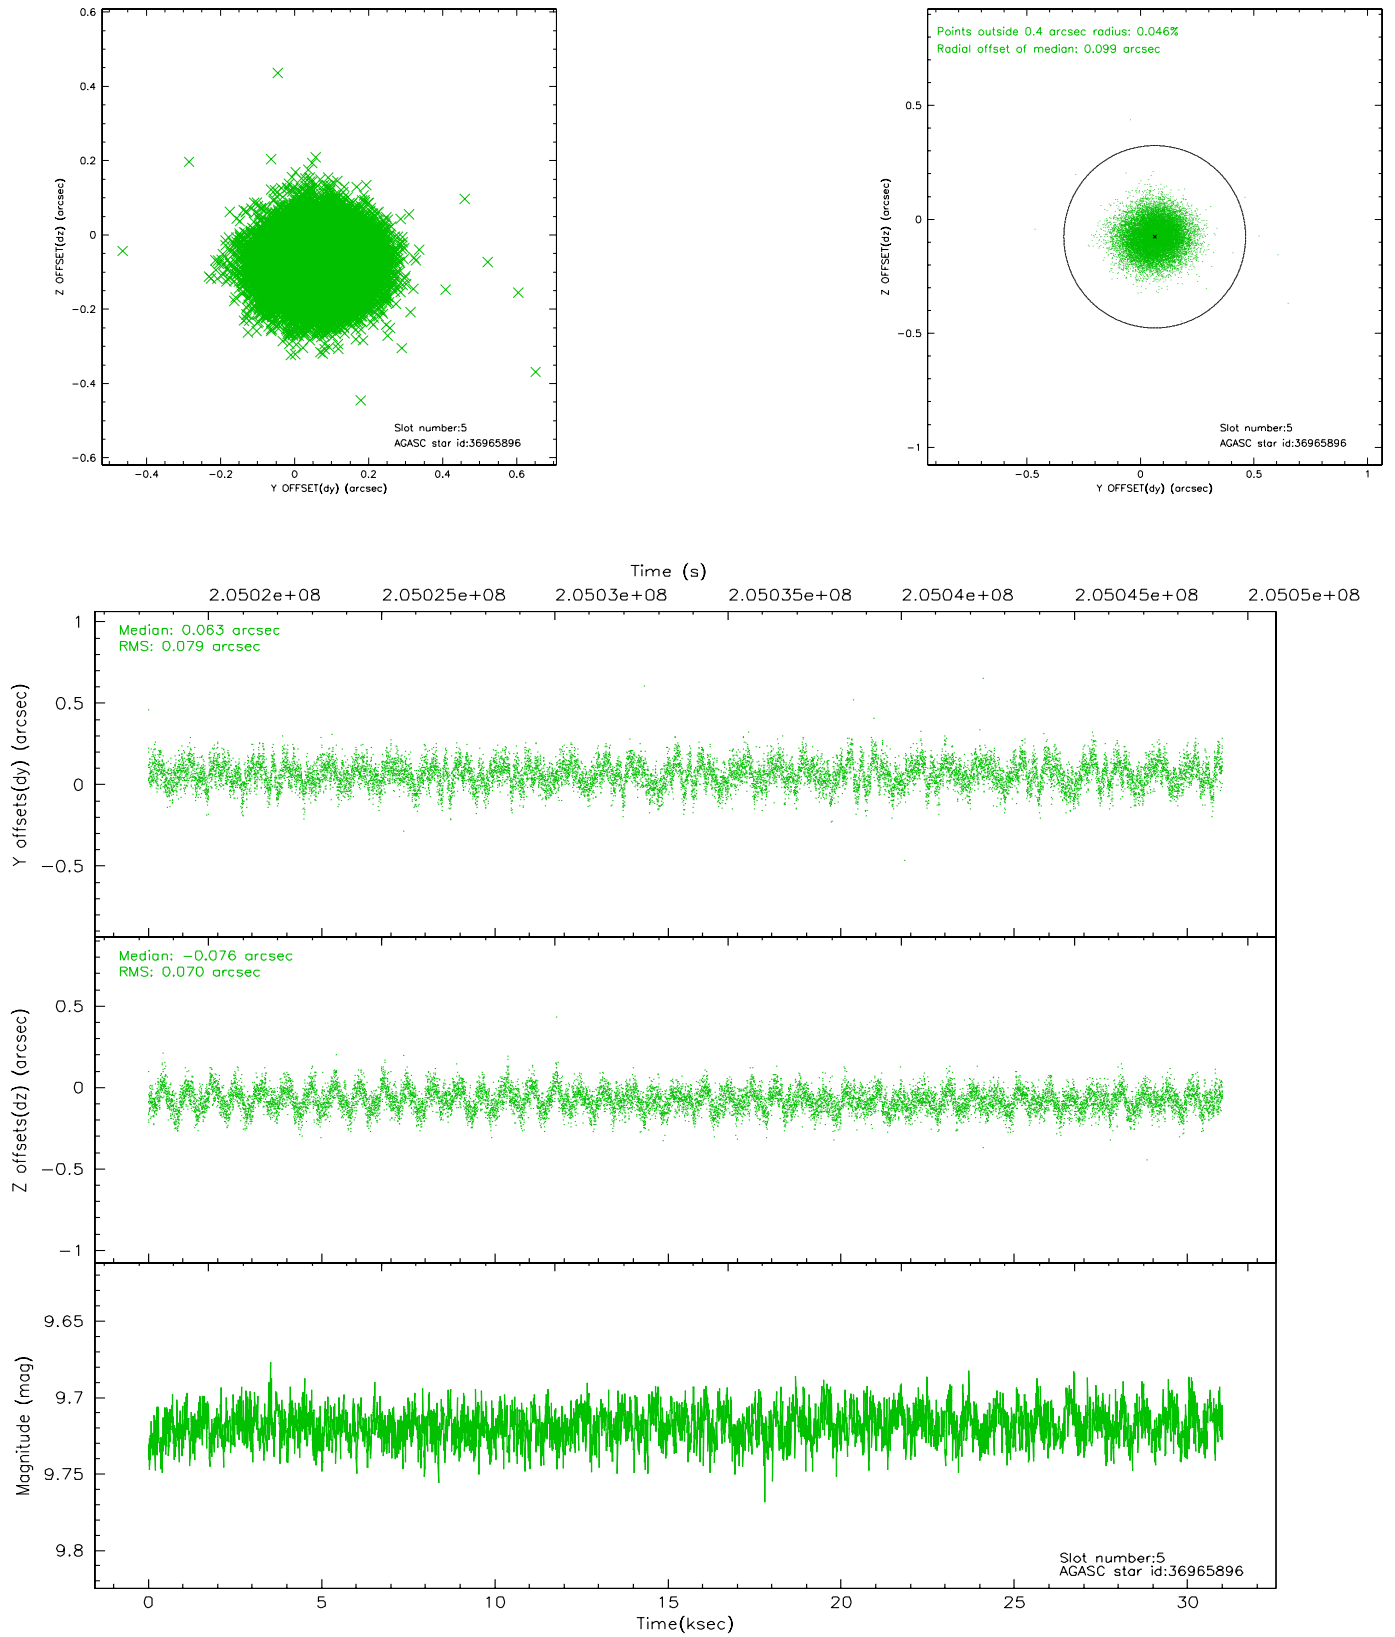 0.6
0.4
0.2
0
−0.2
−0.4
−0.6
Z OFFSET(dz) (arcsec)
−0.4
−0.2
0
0.2
0.4
0.6
Y OFFSET(dy) (arcsec)
Slot number:5
AGASC star id:36965896
Points outside 0.4 arcsec radius: 0.046%
Radial offset of median: 0.099 arcsec
0.5
0
−0.5
−1
Z OFFSET(dz) (arcsec)
−0.5
0
0.5
1
Y OFFSET(dy) (arcsec)
Slot number:5
AGASC star id:36965896
Time (s)
2.0502e+08
2.05025e+08
2.0503e+08
2.05035e+08
2.0504e+08
2.05045e+08
2.0505e+08
Median: 0.063 arcsec
RMS: 0.079 arcsec
1
0.5
0
−0.5
Y offsets(dy) (arcsec)
Median: −0.076 arcsec
RMS: 0.070 arcsec
0.5
0
−0.5
−1
Z offsets(dz) (arcsec)
9.65
9.7
9.75
9.8
Magnitude (mag)
Slot number:5
AGASC star id:36965896
0
5
10
15
20
25
30
Time(ksec)